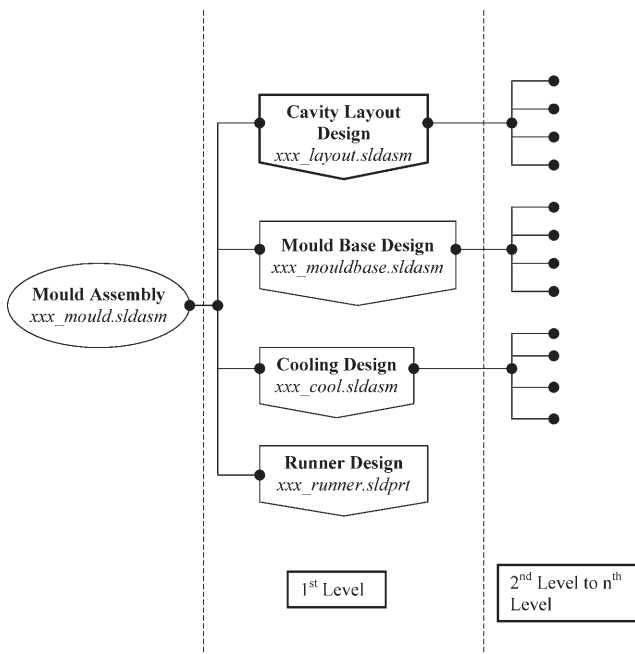 Cavity Layout
Design
xxx_layout.sldasm
Mould Base Design
xxx_mouldbase.sldasm
Mould Assembly
xxx_mould.sldasm
Cooling Design
xxx_cool.sldasm
Runner Design
xxx_runner.sldprt
1st Level
2nd Level to nth
Level